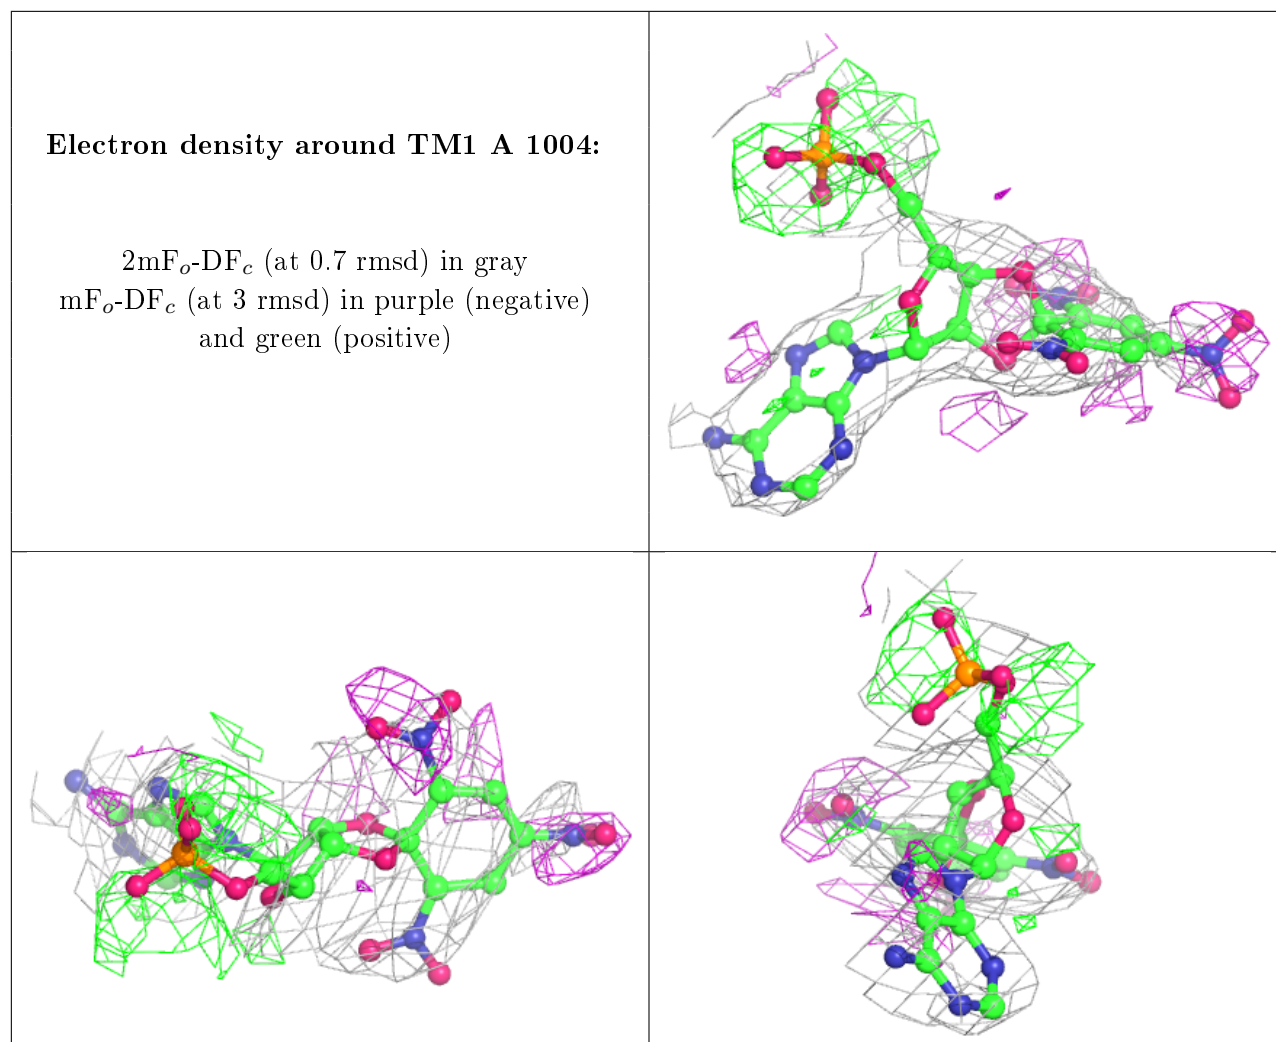 Electron density around TM1 A 1004:
2mFₒ-DF𝒸 (at 0.7 rmsd) in gray
mFₒ-DF𝒸 (at 3 rmsd) in purple (negative)
and green (positive)